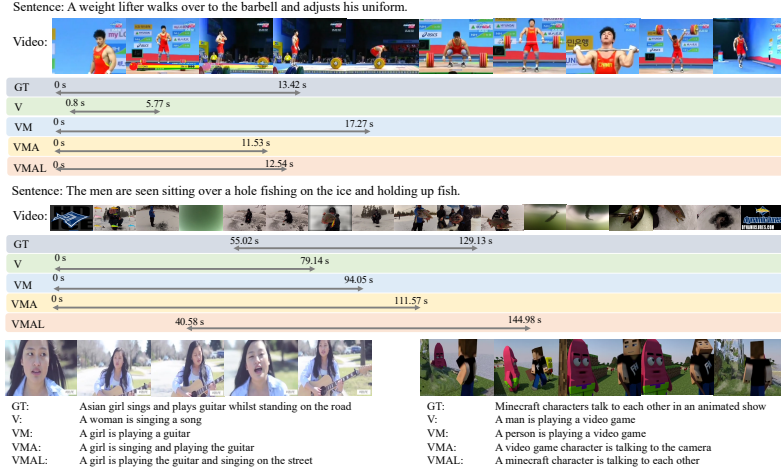 Sentence: A weight lifter walks over to the barbell and adjusts his uniform.
Video:
GT 0 s 13.42 s
V 0.8 s 5.77 s
VM 0 s 17.27 s
VMA 0 s 11.53 s
VMAL 0 s 12.54 s
Sentence: The men are seen sitting over a hole fishing on the ice and holding up fish.
Video:
GT 55.02 s 129.13 s
V 0 s 79.14 s
VM 0 s 94.05 s
VMA 0 s 111.57 s
VMAL 40.58 s 144.98 s
GT: Asian girl sings and plays guitar whilst standing on the road
V: A woman is singing a song
VM: A girl is playing a guitar
VMA: A girl is singing and playing the guitar
VMAL: A girl is playing the guitar and singing on the street
GT: Minecraft characters talk to each other in an animated show
V: A man is playing a video game
VM: A person is playing a video game
VMA: A video game character is talking to the camera
VMAL: A minecraft character is talking to each other